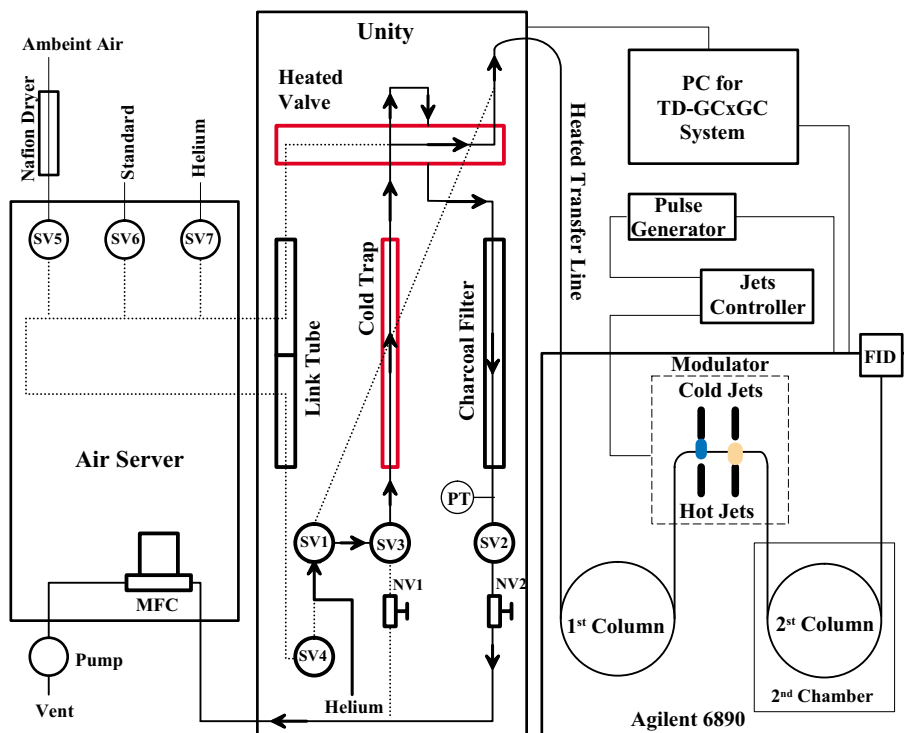 Ambeint Air
Nafion Dryer
Standard
Helium
SV5
SV6
SV7
Air Server
MFC
Pump
Vent
Unity
Heated
Valve
Link Tube
Cold Trap
Charcoal Filter
PT
SV1
SV3
SV2
NV1
NV2
SV4
Helium
Heated Transfer Line
PC for
TD-GCxGC
System
Pulse
Generator
Jets
Controller
FID
Modulator
Cold Jets
Hot Jets
1st Column
2st Column
2nd Chamber
Agilent 6890